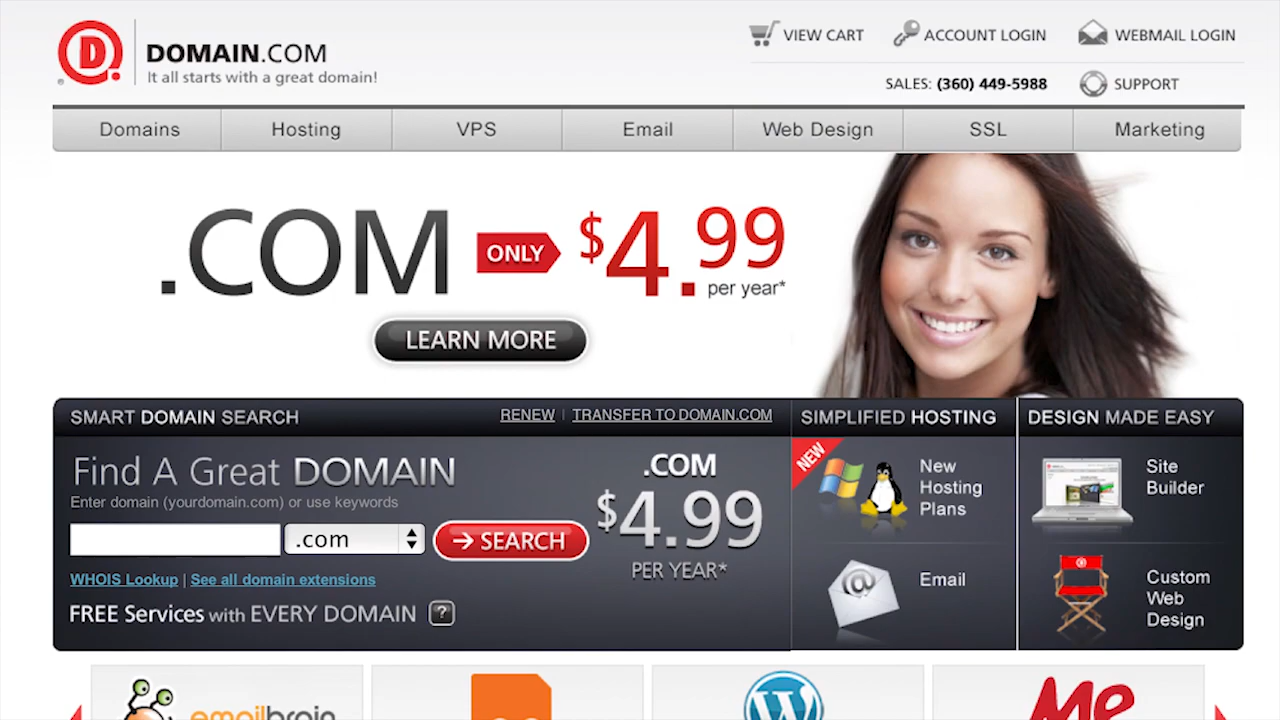 DOMAIN.COM
It all starts with a great domain!
VIEW CART
ACCOUNT LOGIN
WEBMAIL LOGIN
SALES: (360) 449-5988
SUPPORT
Domains
Hosting
VPS
Email
Web Design
SSL
Marketing
.COM ONLY $4.99
per year*
LEARN MORE
SMART DOMAIN SEARCH
RENEW | TRANSFER TO DOMAIN.COM
Find A Great DOMAIN
Enter domain (yourdomain.com) or use keywords
.com
SEARCH
.COM
$4.99
PER YEAR*
WHOIS Lookup | See all domain extensions
FREE Services with EVERY DOMAIN ?
SIMPLIFIED HOSTING
NEW
New
Hosting
Plans
Email
DESIGN MADE EASY
Site
Builder
Custom
Web
Design
emailbrain
Me